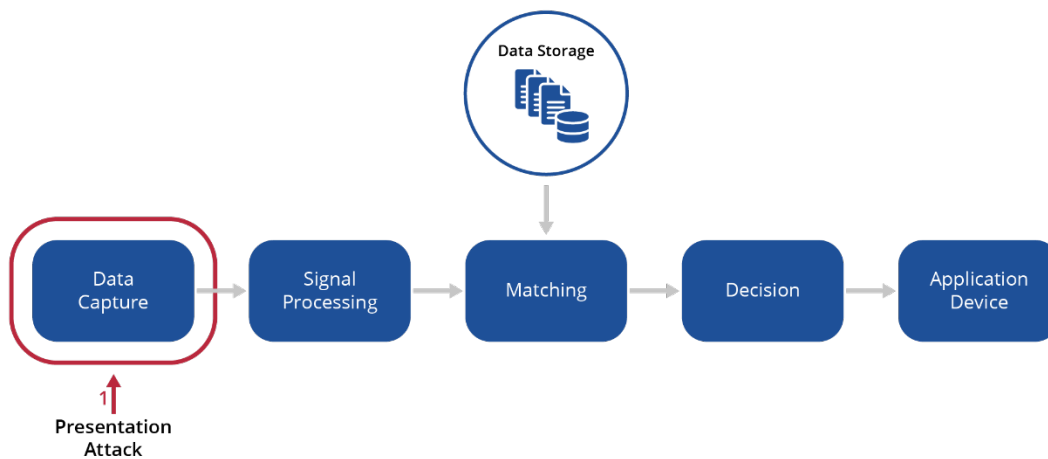 Data Storage
Data
Capture
Signal
Processing
Matching
Decision
Application
Device
1
Presentation
Attack